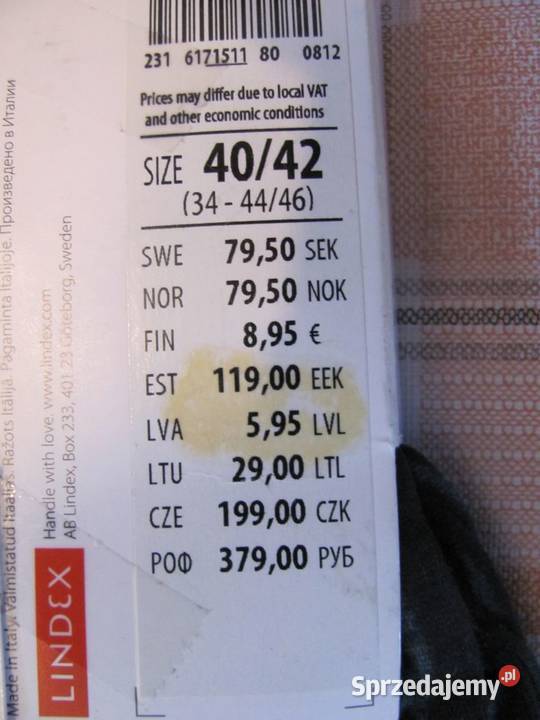 231 6171511 80 0812
Prices may differ due to local VAT
and other economic conditions
SIZE 40/42
(34 - 44/46)
SWE 79,50 SEK
NOR 79,50 NOK
FIN 8,95 €
EST 119,00 EEK
LVA 5,95 LVL
LTU 29,00 LTL
CZE 199,00 CZK
РОФ 379,00 РУБ
Made in Italy. Valmistatud Itaalias. Ražots Itālijā. Pagaminta Italijoje. Произведено в Италии
Handle with love. www.lindex.com
AB Lindex, Box 233, 401 23 Göteborg, Sweden
LINDEX
Sprzedajemy.pl